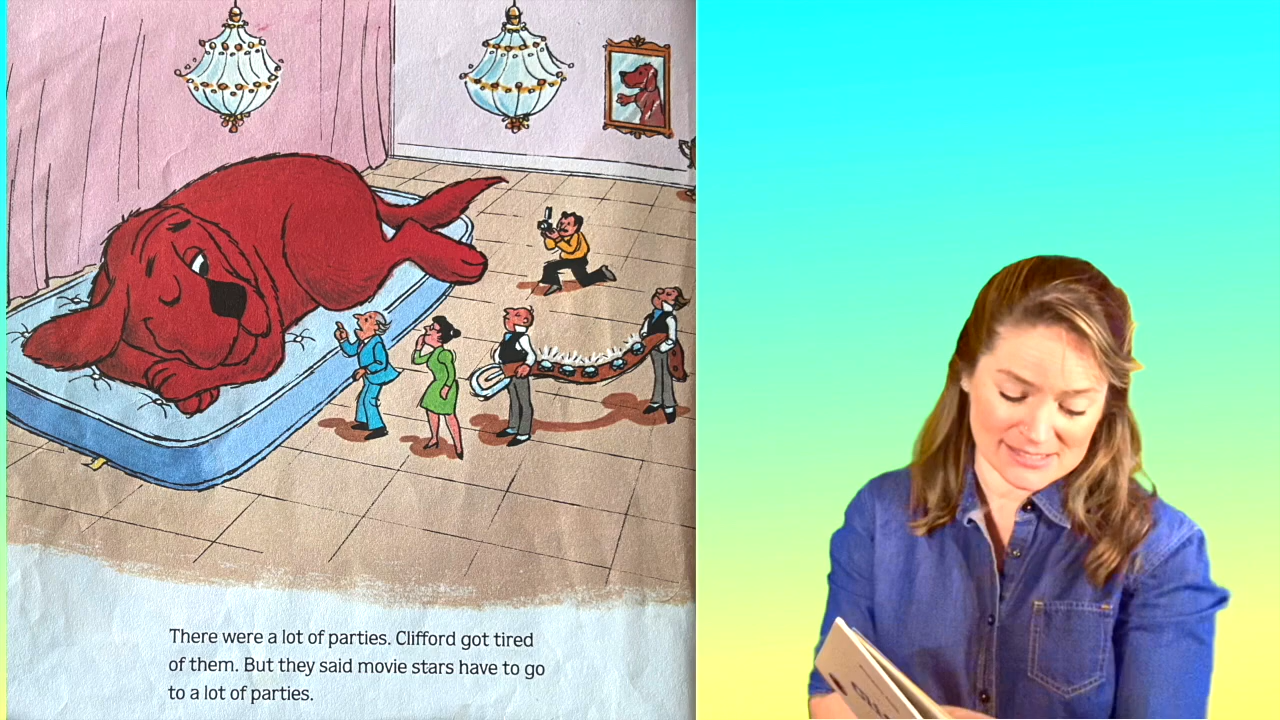 There were a lot of parties. Clifford got tired
of them. But they said movie stars have to go
to a lot of parties.